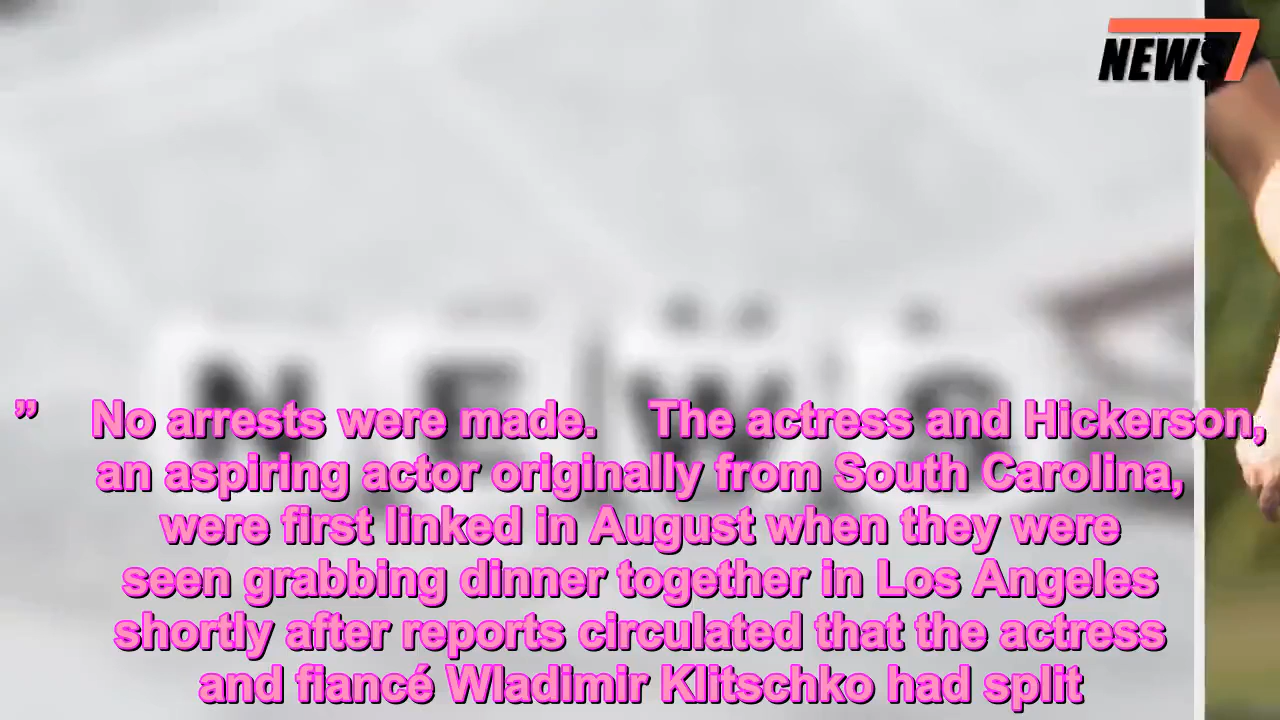 NEWS7
N E W S
” No arrests were made. The actress and Hickerson,
an aspiring actor originally from South Carolina,
were first linked in August when they were
seen grabbing dinner together in Los Angeles
shortly after reports circulated that the actress
and fiancé Wladimir Klitschko had split